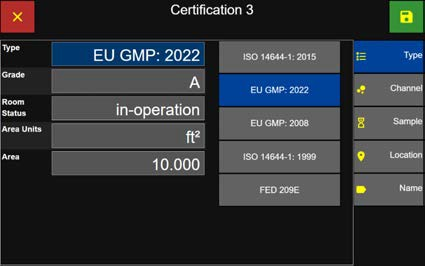 Certification 3
Type
EU GMP: 2022
Grade
A
Room
Status
in-operation
Area Units
ft²
Area
10.000
ISO 14644-1: 2015
EU GMP: 2022
EU GMP: 2008
ISO 14644-1: 1999
FED 209E
Type
Channel
Sample
Location
Name